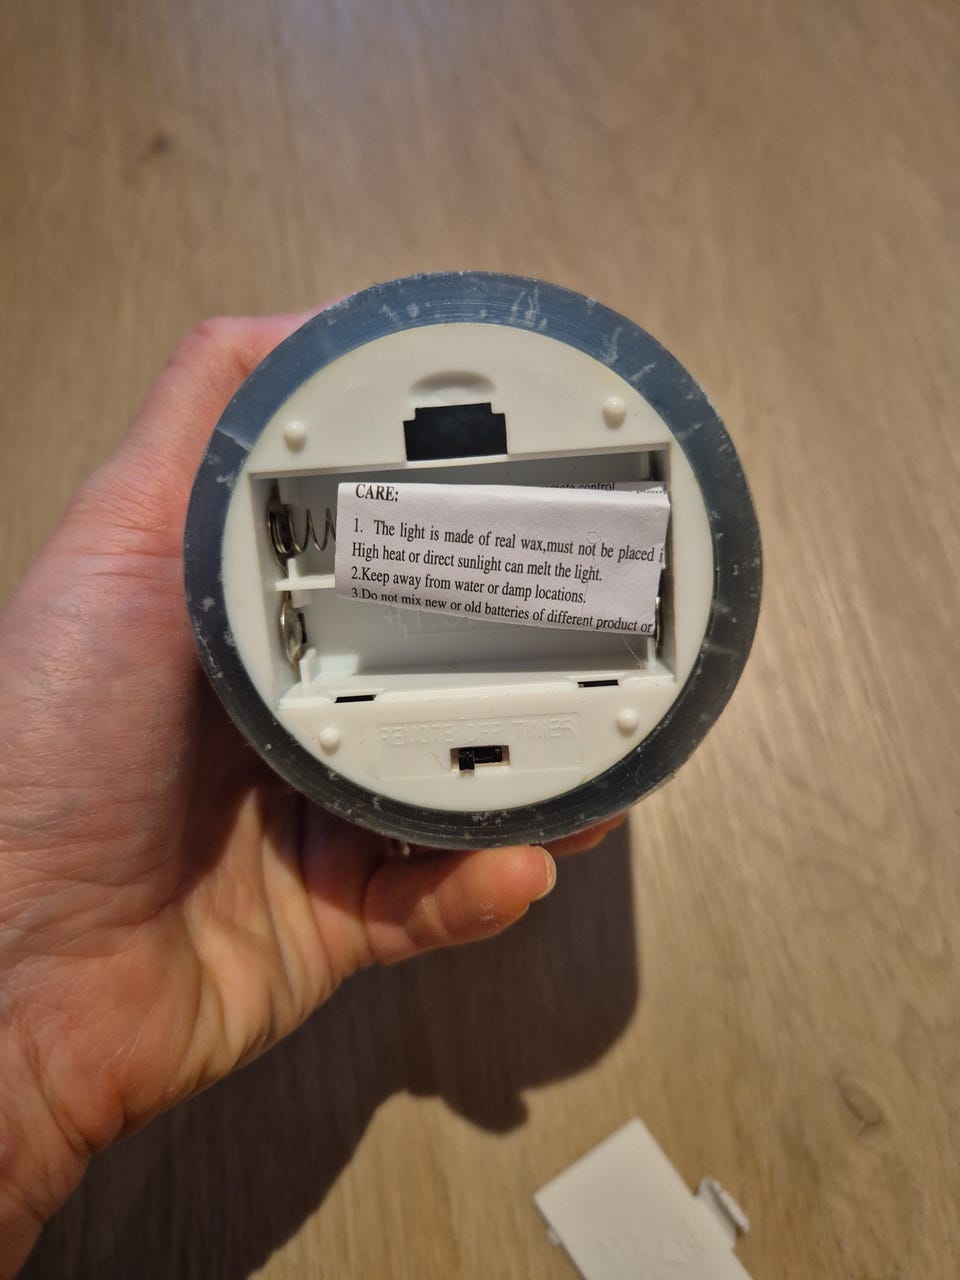 remote control
CARE:
1. The light is made of real wax,must not be placed i
High heat or direct sunlight can melt the light.
2.Keep away from water or damp locations.
3.Do not mix new or old batteries of different product or
REMOTE OFF TIMER